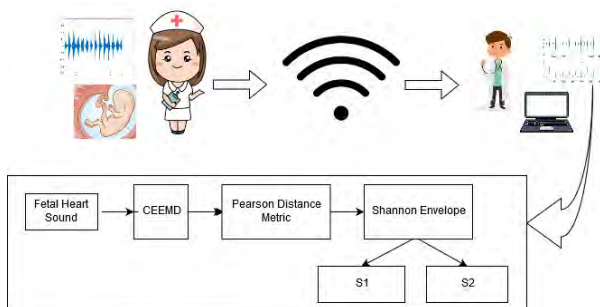 Fetal Heart
Sound
CEEMD
Pearson Distance
Metric
Shannon Envelope
S1
S2